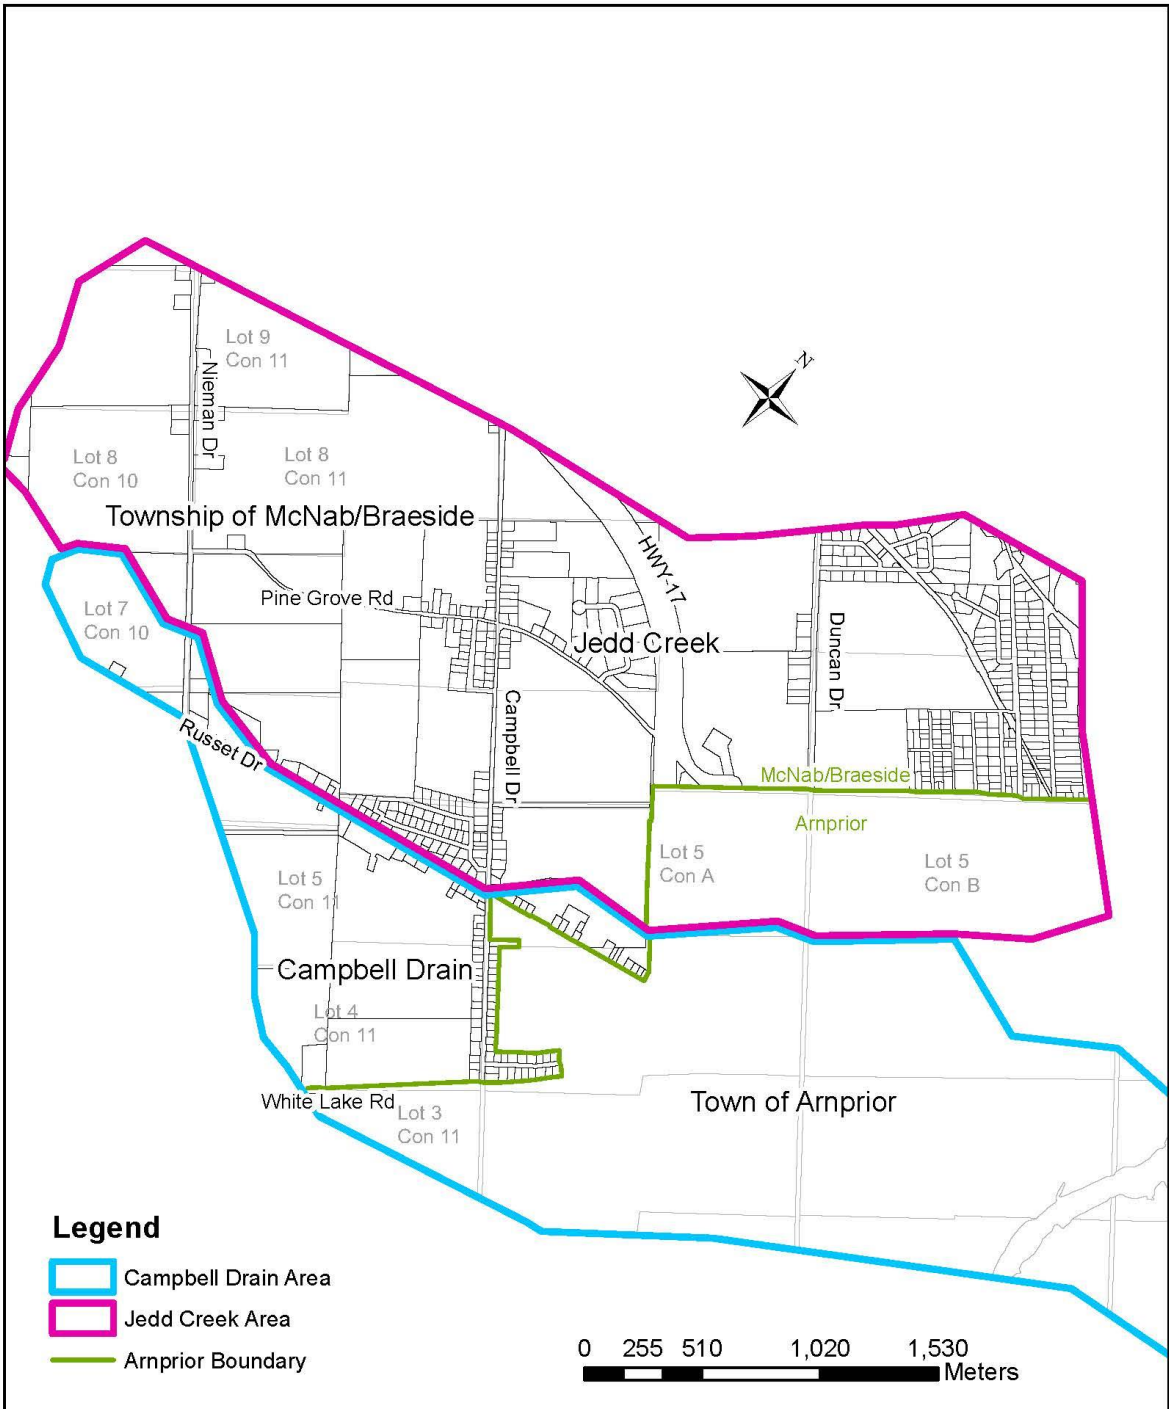 N
Lot 9
Con 11
Nieman Dr
Lot 8
Con 10
Lot 8
Con 11
Township of McNab/Braeside
HWY-17
Pine Grove Rd
Lot 7
Con 10
Jedd Creek
Duncan Dr
Campbell Dr
Russet Dr
McNab/Braeside
Arnprior
Lot 5
Con A
Lot 5
Con B
Lot 5
Con 11
Campbell Drain
Lot 4
Con 11
White Lake Rd
Lot 3
Con 11
Town of Arnprior
Legend
Campbell Drain Area
Jedd Creek Area
Arnprior Boundary
0 255 510 1,020 1,530
Meters